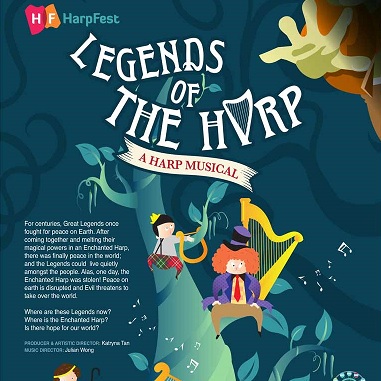 HF HarpFest
LEGENDS
OF
THE HARP
A HARP MUSICAL
For centuries, Great Legends once
fought for peace on Earth. After
coming together and melting their
magical powers in an Enchanted Harp,
there was finally peace in the world;
and the Legends could live quietly
amongst the people. Alas, one day, the
Enchanted Harp was stolen! Peace on
earth is disrupted and Evil threatens to
take over the world.
Where are these Legends now?
Where is the Enchanted Harp?
Is there hope for our world?
PRODUCER & ARTISTIC DIRECTOR: Katryna Tan
MUSIC DIRECTOR: Julian Wong